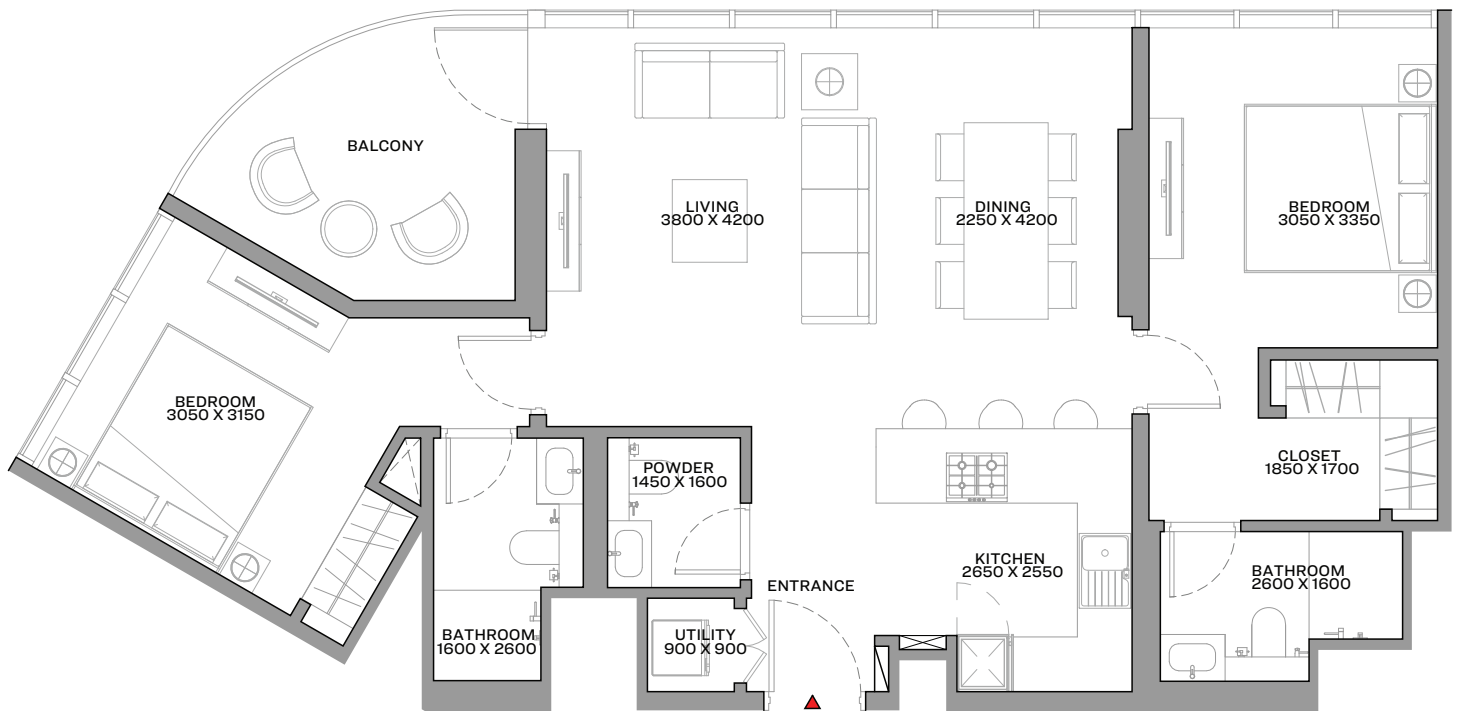 BALCONY
LIVING
3800 X 4200
DINING
2250 X 4200
BEDROOM
3050 X 3350
BEDROOM
3050 X 3150
CLOSET
1850 X 1700
POWDER
1450 X 1600
KITCHEN
2650 X 2550
ENTRANCE
BATHROOM
2600 X 1600
BATHROOM
1600 X 2600
UTILITY
900 X 900